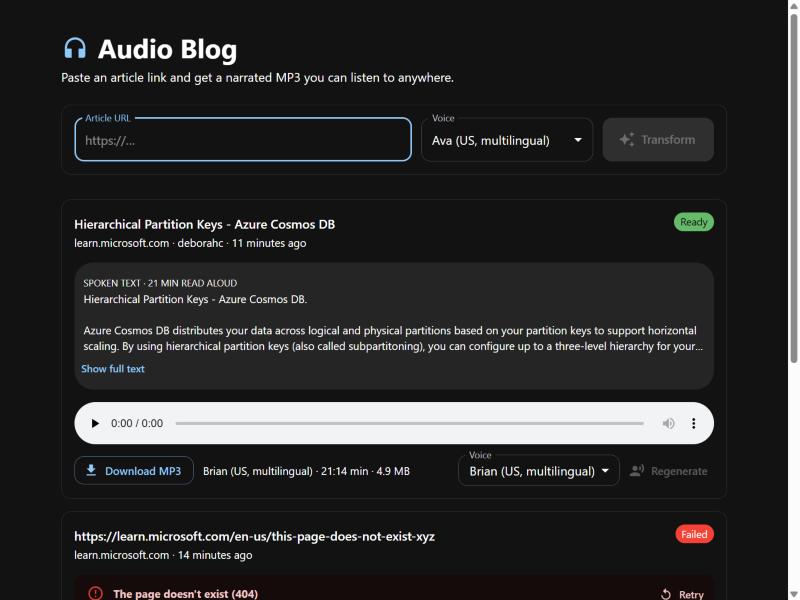 Audio Blog
Paste an article link and get a narrated MP3 you can listen to anywhere.
Article URL
https://...
Voice
Ava (US, multilingual)
Transform
Hierarchical Partition Keys - Azure Cosmos DB
Ready
learn.microsoft.com · deborahc · 11 minutes ago
SPOKEN TEXT · 21 MIN READ ALOUD
Hierarchical Partition Keys - Azure Cosmos DB.
Azure Cosmos DB distributes your data across logical and physical partitions based on your partition keys to support horizontal
scaling. By using hierarchical partition keys (also called subpartitoning), you can configure up to a three-level hierarchy for your...
Show full text
0:00 / 0:00
Download MP3
Brian (US, multilingual) · 21:14 min · 4.9 MB
Voice
Brian (US, multilingual)
Regenerate
https://learn.microsoft.com/en-us/this-page-does-not-exist-xyz
Failed
learn.microsoft.com · 14 minutes ago
The page doesn't exist (404)
Retry